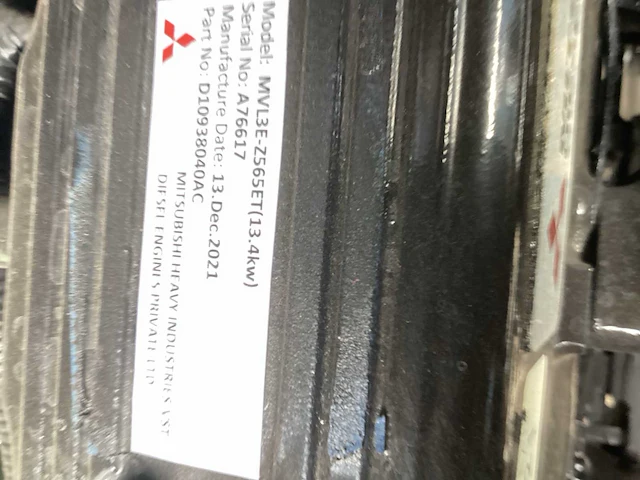 Model: MVL3E-Z565ET(13.4kw)
Serial No: A76617
Manufacture Date: 13.Dec.2021
Part No: D10938040AC
MITSUBISHI HEAVY INDUSTRIES VST
DIESEL ENGINES PRIVATE LTD